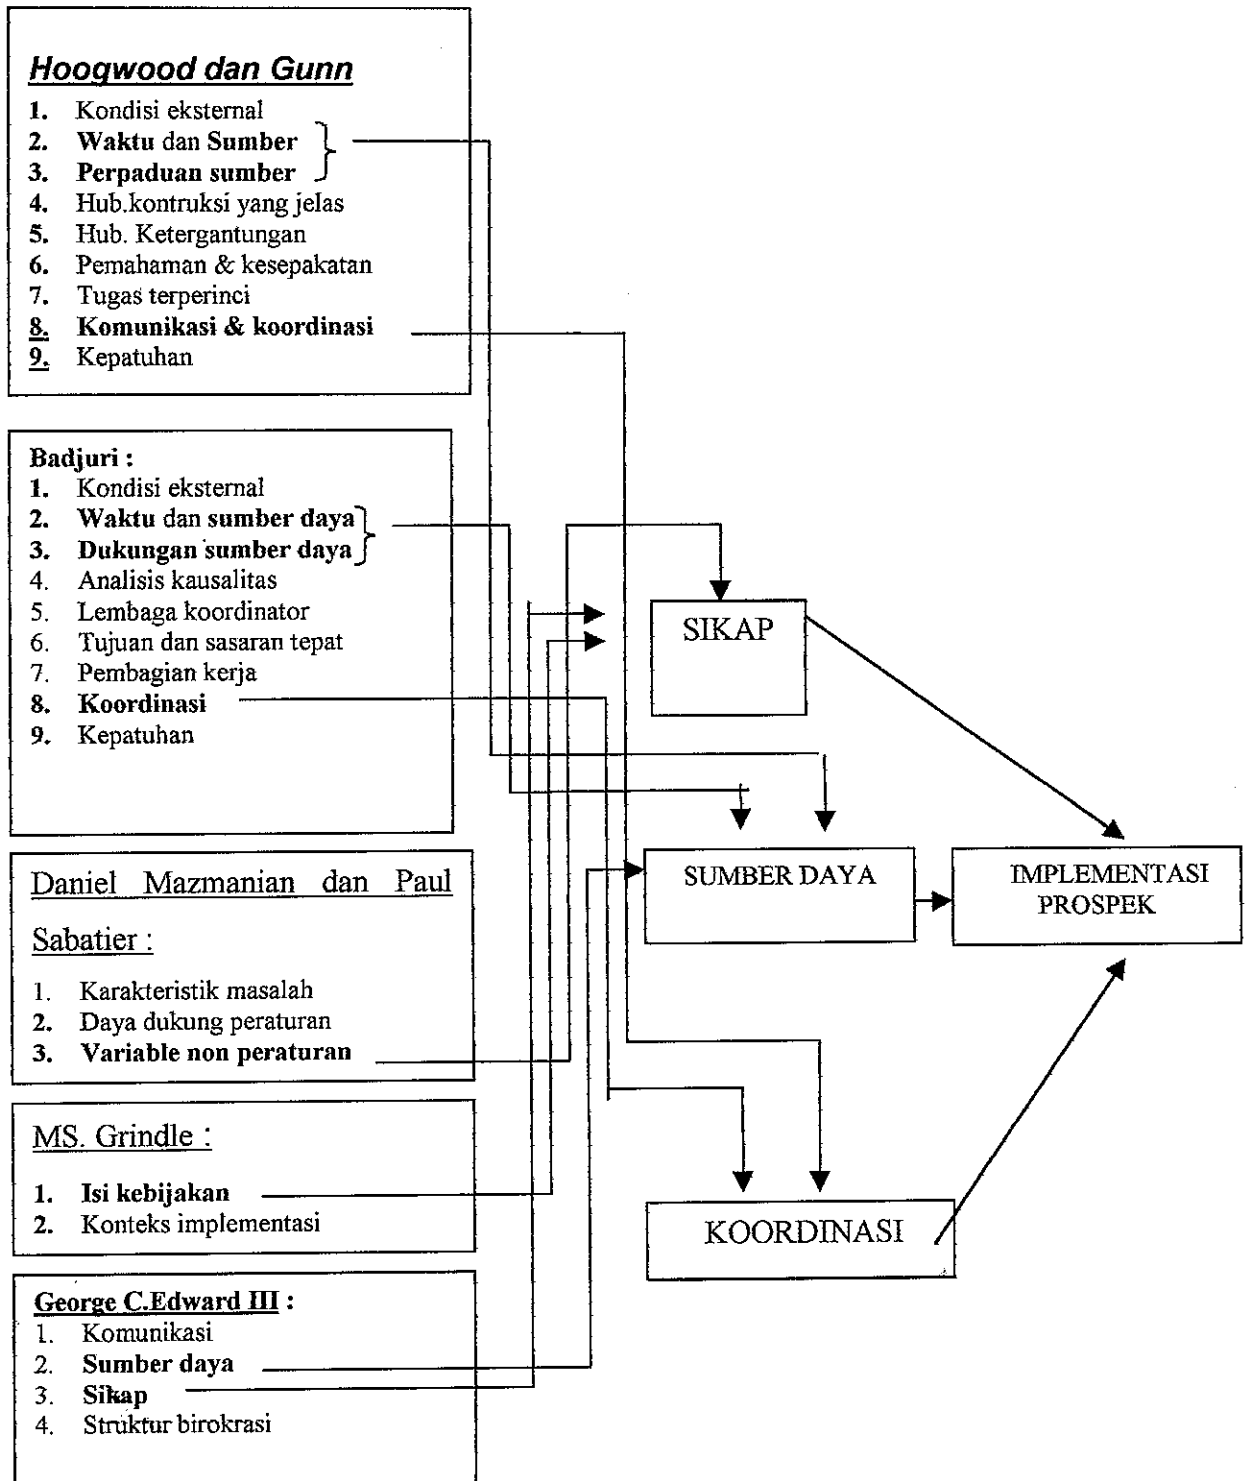 Hoogwood dan Gunn
1. Kondisi eksternal
2. Waktu dan Sumber
3. Perpaduan sumber
4. Hub.kontruksi yang jelas
5. Hub. Ketergantungan
6. Pemahaman & kesepakatan
7. Tugas terperinci
8. Komunikasi & koordinasi
9. Kepatuhan
Badjuri :
1. Kondisi eksternal
2. Waktu dan sumber daya
3. Dukungan sumber daya
4. Analisis kausalitas
5. Lembaga koordinator
6. Tujuan dan sasaran tepat
7. Pembagian kerja
8. Koordinasi
9. Kepatuhan
Daniel Mazmanian dan Paul
Sabatier :
1. Karakteristik masalah
2. Daya dukung peraturan
3. Variable non peraturan
MS. Grindle :
1. Isi kebijakan
2. Konteks implementasi
George C.Edward III :
1. Komunikasi
2. Sumber daya
3. Sikap
4. Struktur birokrasi
SIKAP
SUMBER DAYA
IMPLEMENTASI
PROSPEK
KOORDINASI